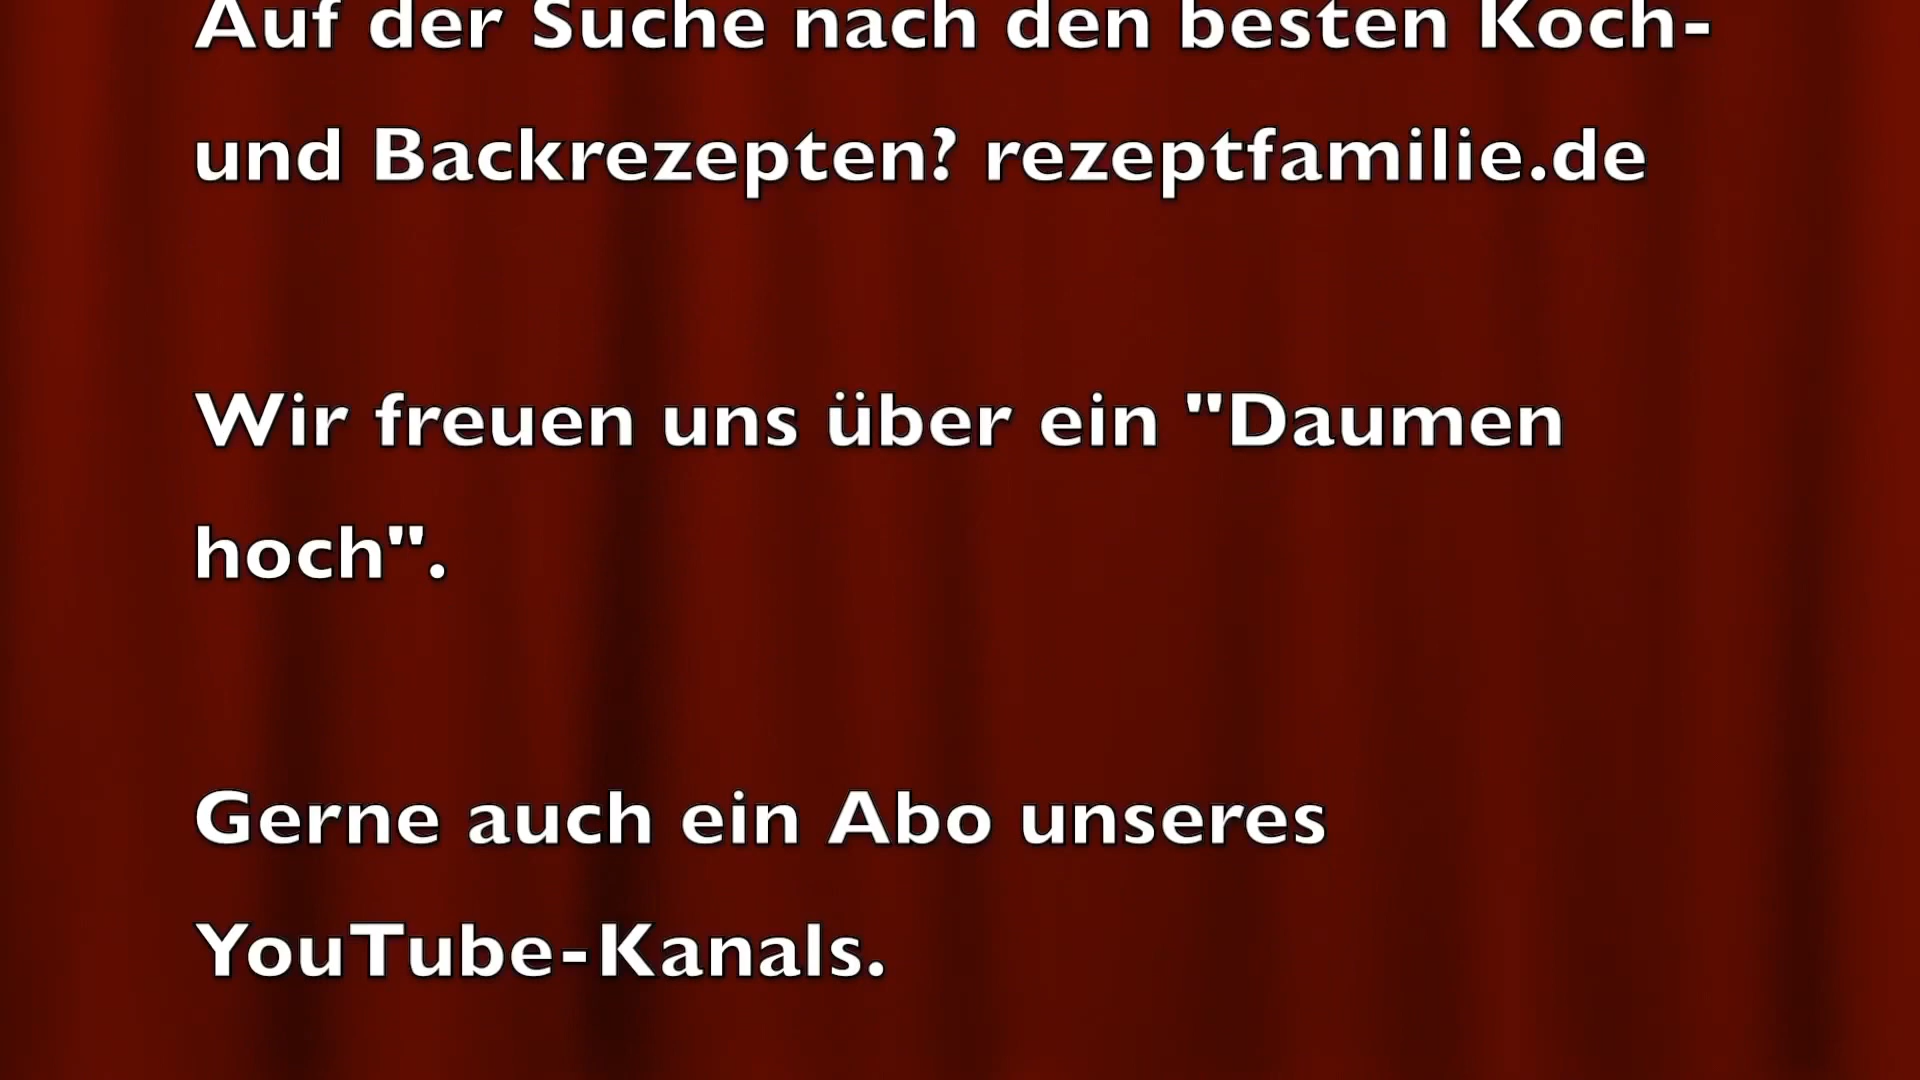 Auf der Suche nach den besten Koch-
und Backrezepten? rezeptfamilie.de
Wir freuen uns über ein "Daumen
hoch".
Gerne auch ein Abo unseres
YouTube-Kanals.